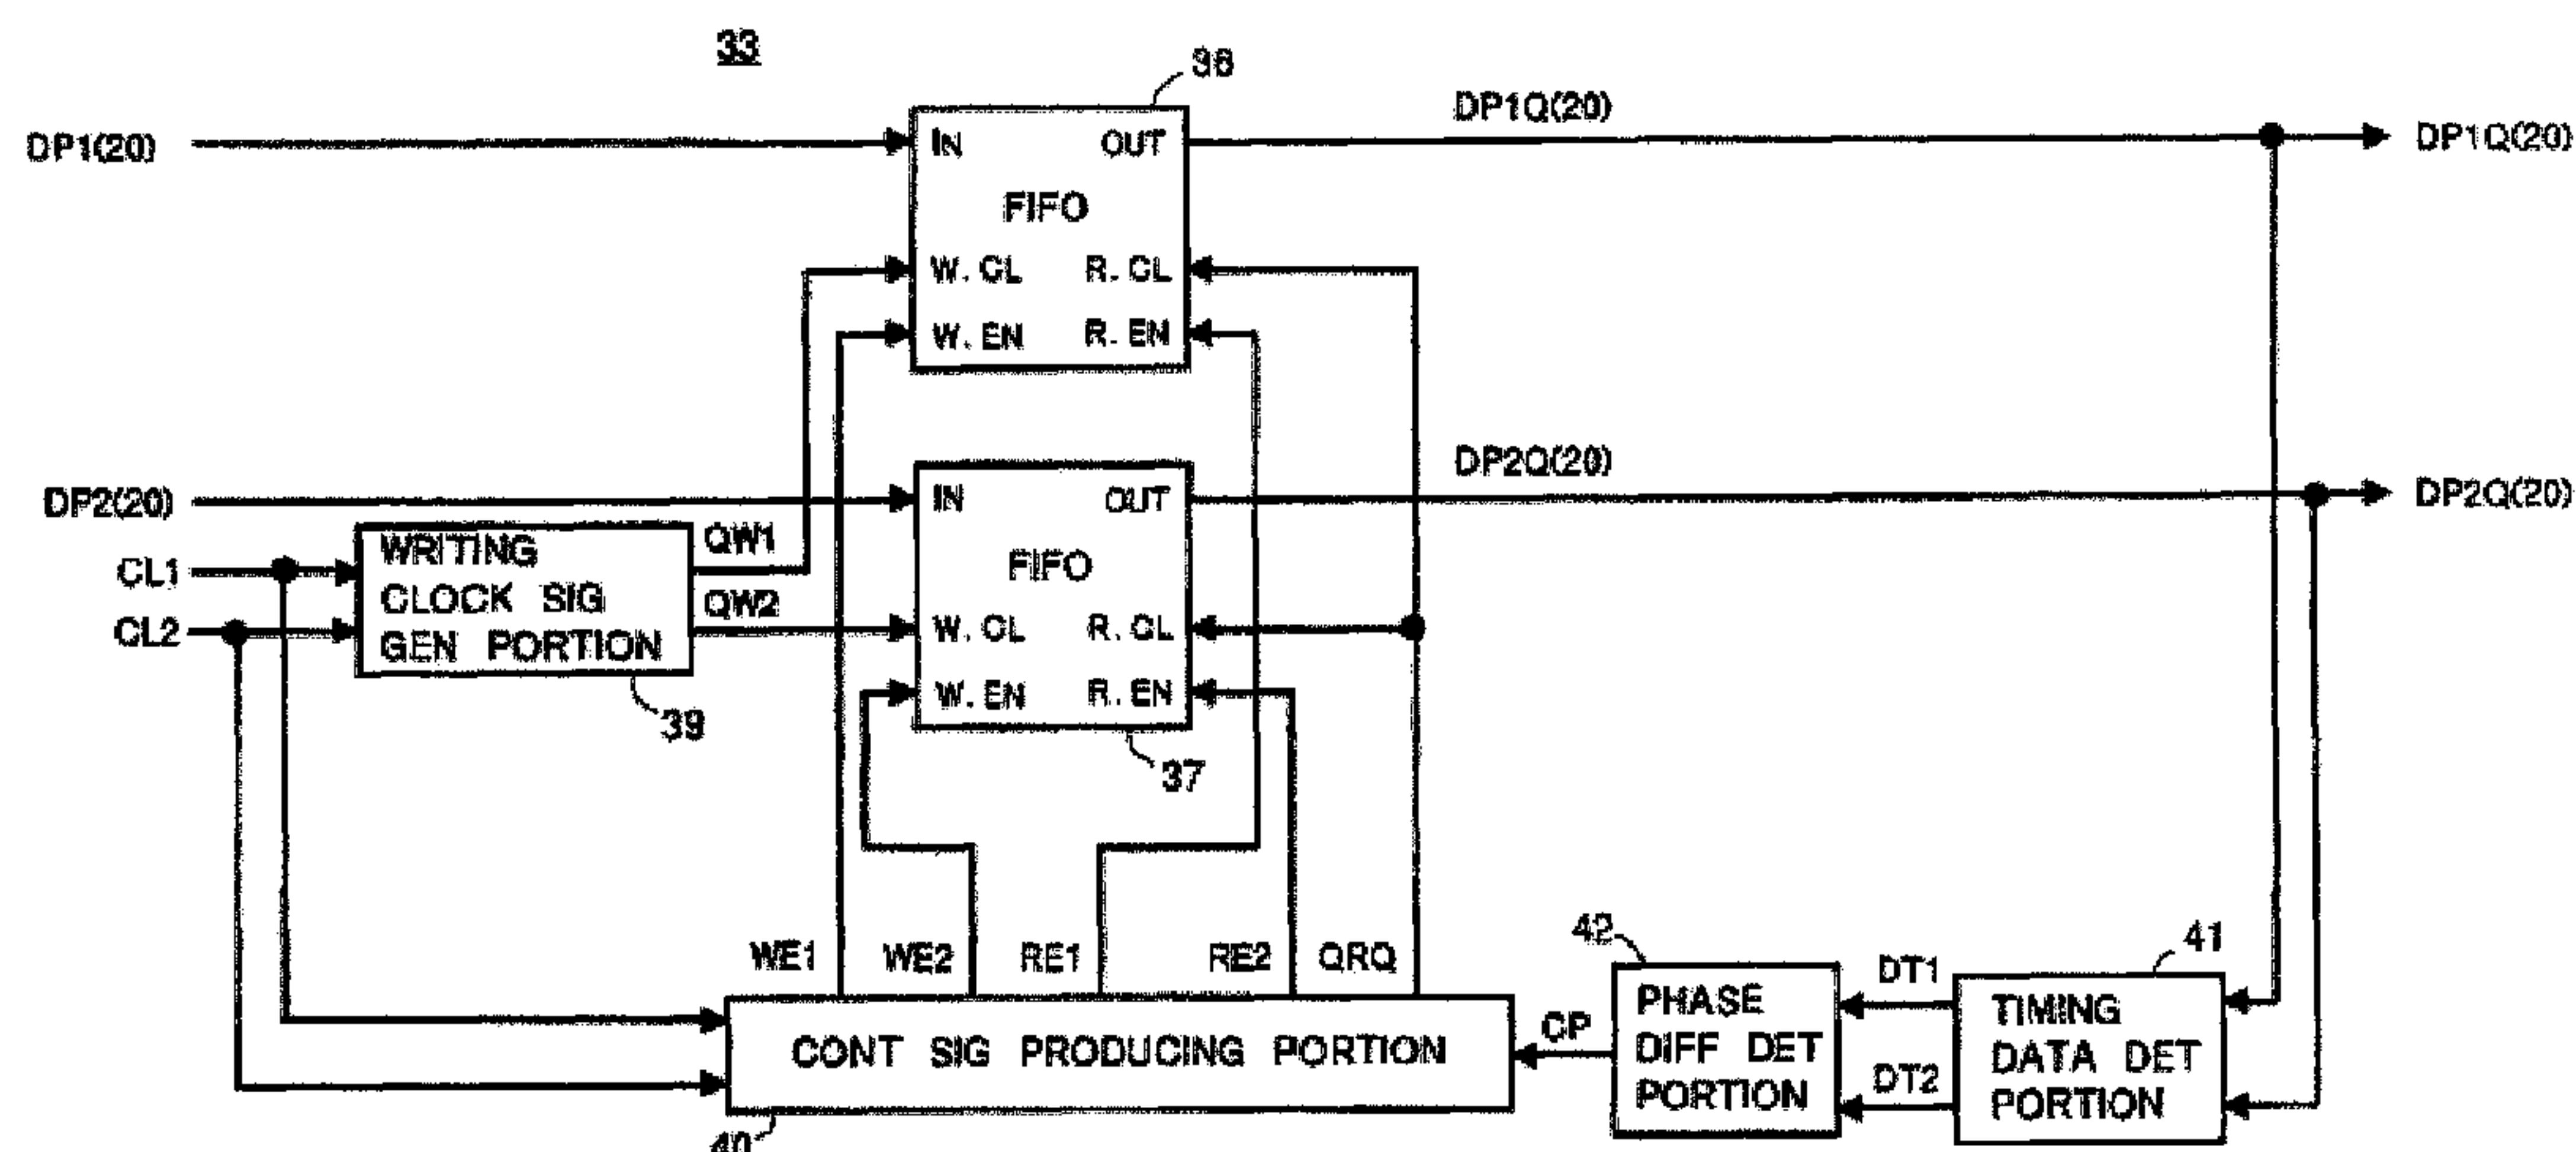 33
36
DP1(20)
IN OUT
DP1Q(20)
DP1Q(20)
FIFO
W. CL R. CL
W. EN R. EN
DP2(20)
IN OUT
DP2Q(20)
DP2Q(20)
FIFO
W. CL R. CL
W. EN R. EN
37
CL1
CL2
WRITING
CLOCK SIG
GEN PORTION
QW1
QW2
39
WE1 WE2 RE1 RE2 QRQ
CONT SIG PRODUCING PORTION
40
CP
42
PHASE
DIFF DET
PORTION
DT1
DT2
41
TIMING
DATA DET
PORTION